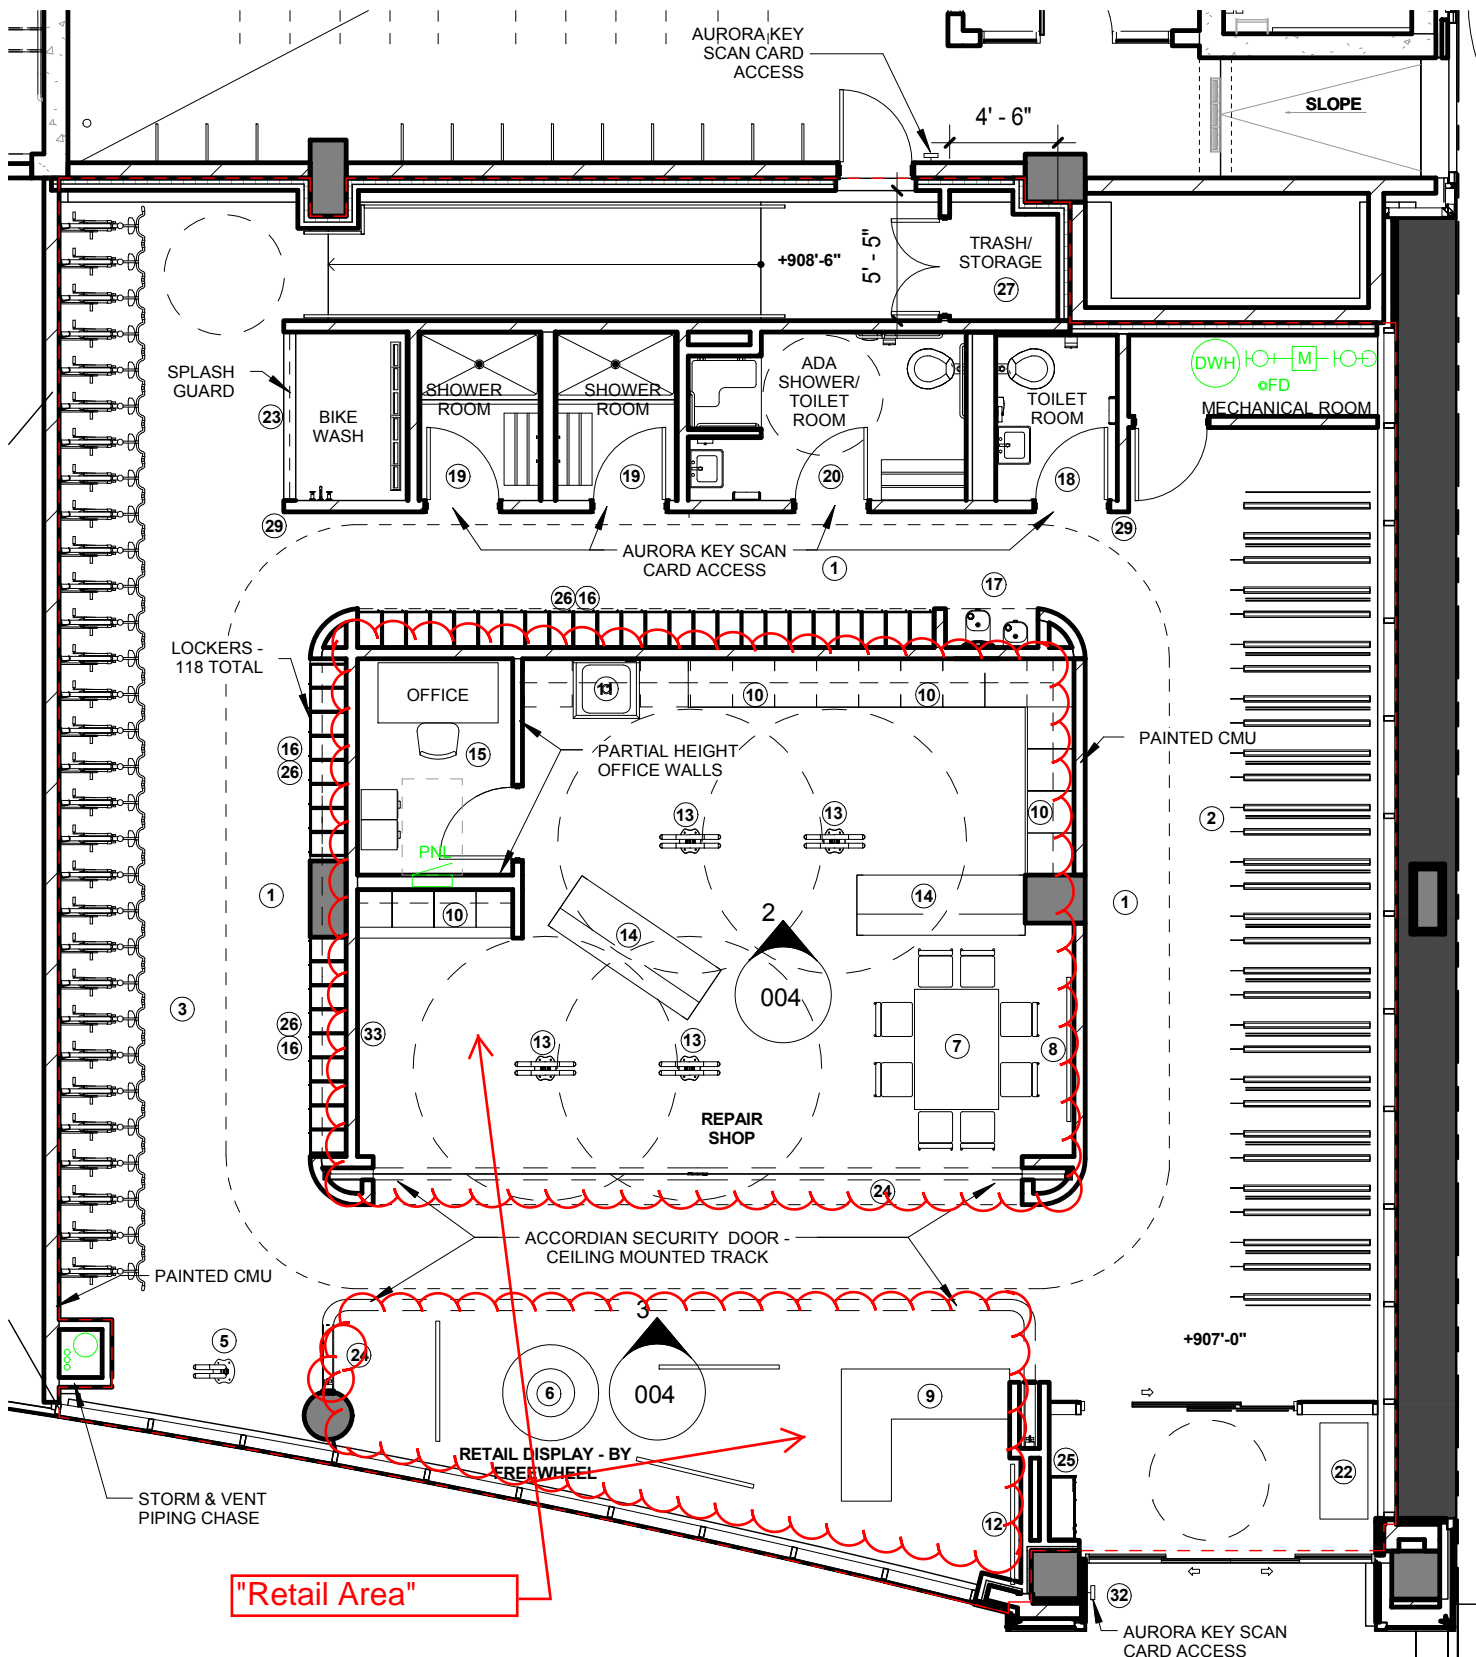 AURORA KEY
SCAN CARD
ACCESS
4' - 6"
SLOPE
5' - 5"
+908'-6"
TRASH/
STORAGE
27
SPLASH
GUARD
23
BIKE
WASH
SHOWER
ROOM
SHOWER
ROOM
ADA
SHOWER/
TOILET
ROOM
TOILET
ROOM
DWH
M
FD
MECHANICAL ROOM
19
19
20
18
29
29
AURORA KEY SCAN
CARD ACCESS
1
17
26 16
LOCKERS -
118 TOTAL
OFFICE
11
10
10
15
PARTIAL HEIGHT
OFFICE WALLS
PAINTED CMU
16
26
13
13
10
2
PNL
1
10
14
14
1
2
004
3
26
16
33
13
13
7
8
REPAIR
SHOP
24
ACCORDIAN SECURITY DOOR -
CEILING MOUNTED TRACK
PAINTED CMU
3
+907'-0"
5
24
6
004
9
RETAIL DISPLAY - BY
FREEWHEEL
25
22
STORM & VENT
PIPING CHASE
12
"Retail Area"
32
AURORA KEY SCAN
CARD ACCESS